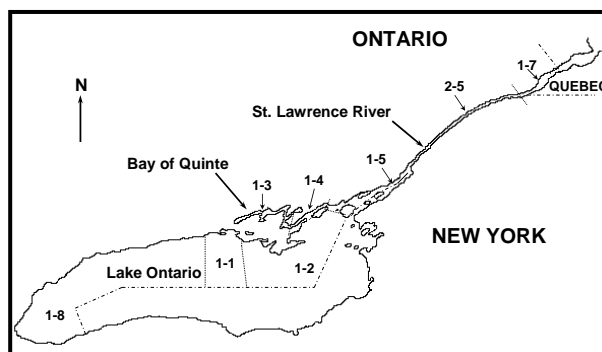 ONTARIO
N
1-7
2-5
QUEBEC
St. Lawrence River
Bay of Quinte
1-3
1-4
1-5
NEW YORK
Lake Ontario
1-1
1-2
1-8